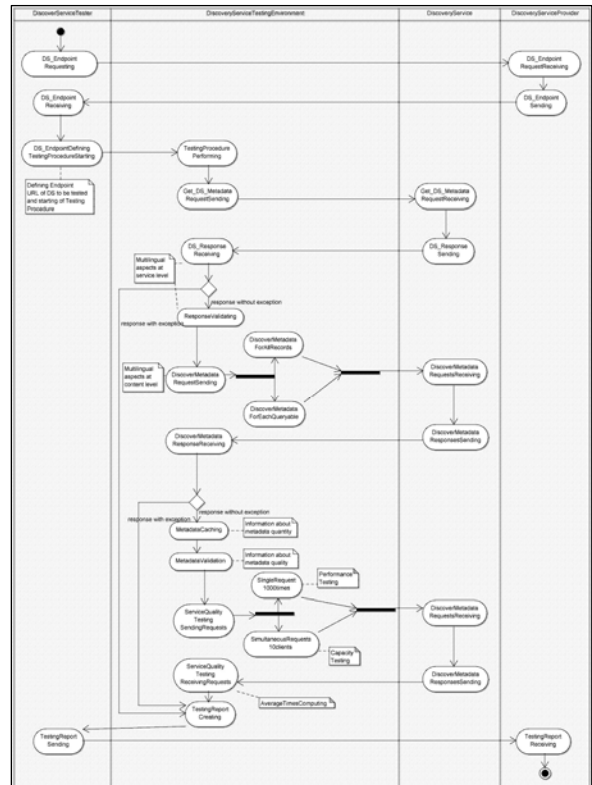 DiscoverServiceTester
DiscoveryServiceTestingEnvironment
DiscoveryService
DiscoveryServiceProvider
DS_Endpoint
Requesting
DS_Endpoint
RequestReceiving
DS_Endpoint
Receiving
DS_Endpoint
Sending
DS_EndpointDefining
TestingProcedureStarting
TestingProcedure
Performing
Defining Endpoint
URL of DS to be tested
and starting of Testing
Procedure
Get_DS_Metadata
RequestSending
Get_DS_Metadata
RequestReceiving
DS_Response
Receiving
DS_Response
Sending
Multilingual
aspects at
service level
response without exception
response with exception
ResponseValidating
DiscoverMetadata
ForAllRecords
Multilingual
aspects at
content level
DiscoverMetadata
RequestSending
DiscoverMetadata
RequestsReceiving
DiscoverMetadata
ForEachQueryable
DiscoverMetadata
ResponseReceiving
DiscoverMetadata
ResponsesSending
response without exception
response with exception
MetadataCaching
Information about
metadata quantity
MetadataValidation
Information about
metadata quality
SingleRequest
1000times
Performance
Testing
ServiceQuality
Testing
SendingRequests
DiscoverMetadata
RequestsReceiving
SimultaneousRequests
10clients
Capacity
Testing
ServiceQuality
Testing
ReceivingRequests
DiscoverMetadata
ResponsesSending
AverageTimesComputing
TestingReport
Creating
TestingReport
Sending
TestingReport
Receiving